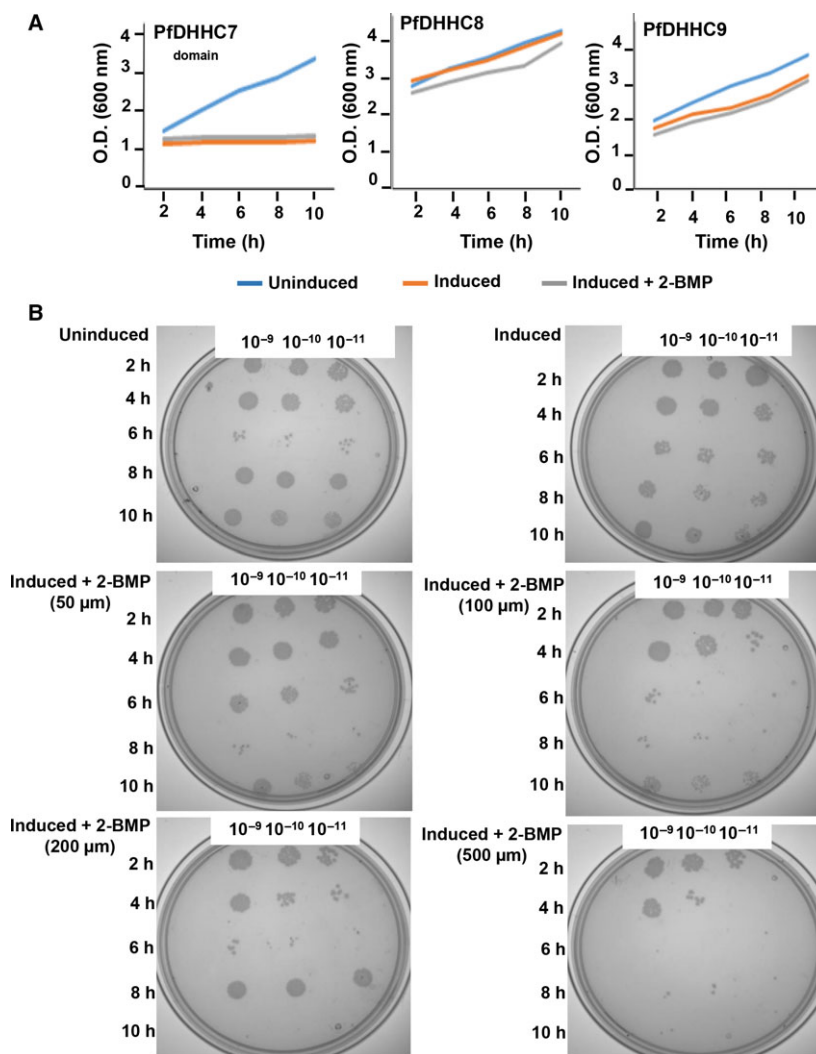 A
PfDHHC7
domain
O.D. (600 nm)
4
3
2
1
0
2 4 6 8 10
Time (h)
PfDHHC8
O.D. (600 nm)
4
3
2
1
0
2 4 6 8 10
Time (h)
PfDHHC9
O.D. (600 nm)
4
3
2
1
0
2 4 6 8 10
Time (h)
Uninduced Induced Induced + 2-BMP
B
Uninduced
10⁻⁹ 10⁻¹⁰ 10⁻¹¹
2 h
4 h
6 h
8 h
10 h
Induced
10⁻⁹ 10⁻¹⁰ 10⁻¹¹
2 h
4 h
6 h
8 h
10 h
Induced + 2-BMP
(50 µm)
10⁻⁹ 10⁻¹⁰ 10⁻¹¹
2 h
4 h
6 h
8 h
10 h
Induced + 2-BMP
(100 µm)
10⁻⁹ 10⁻¹⁰ 10⁻¹¹
2 h
4 h
6 h
8 h
10 h
Induced + 2-BMP
(200 µm)
10⁻⁹ 10⁻¹⁰ 10⁻¹¹
2 h
4 h
6 h
8 h
10 h
Induced + 2-BMP
(500 µm)
10⁻⁹ 10⁻¹⁰ 10⁻¹¹
2 h
4 h
6 h
8 h
10 h